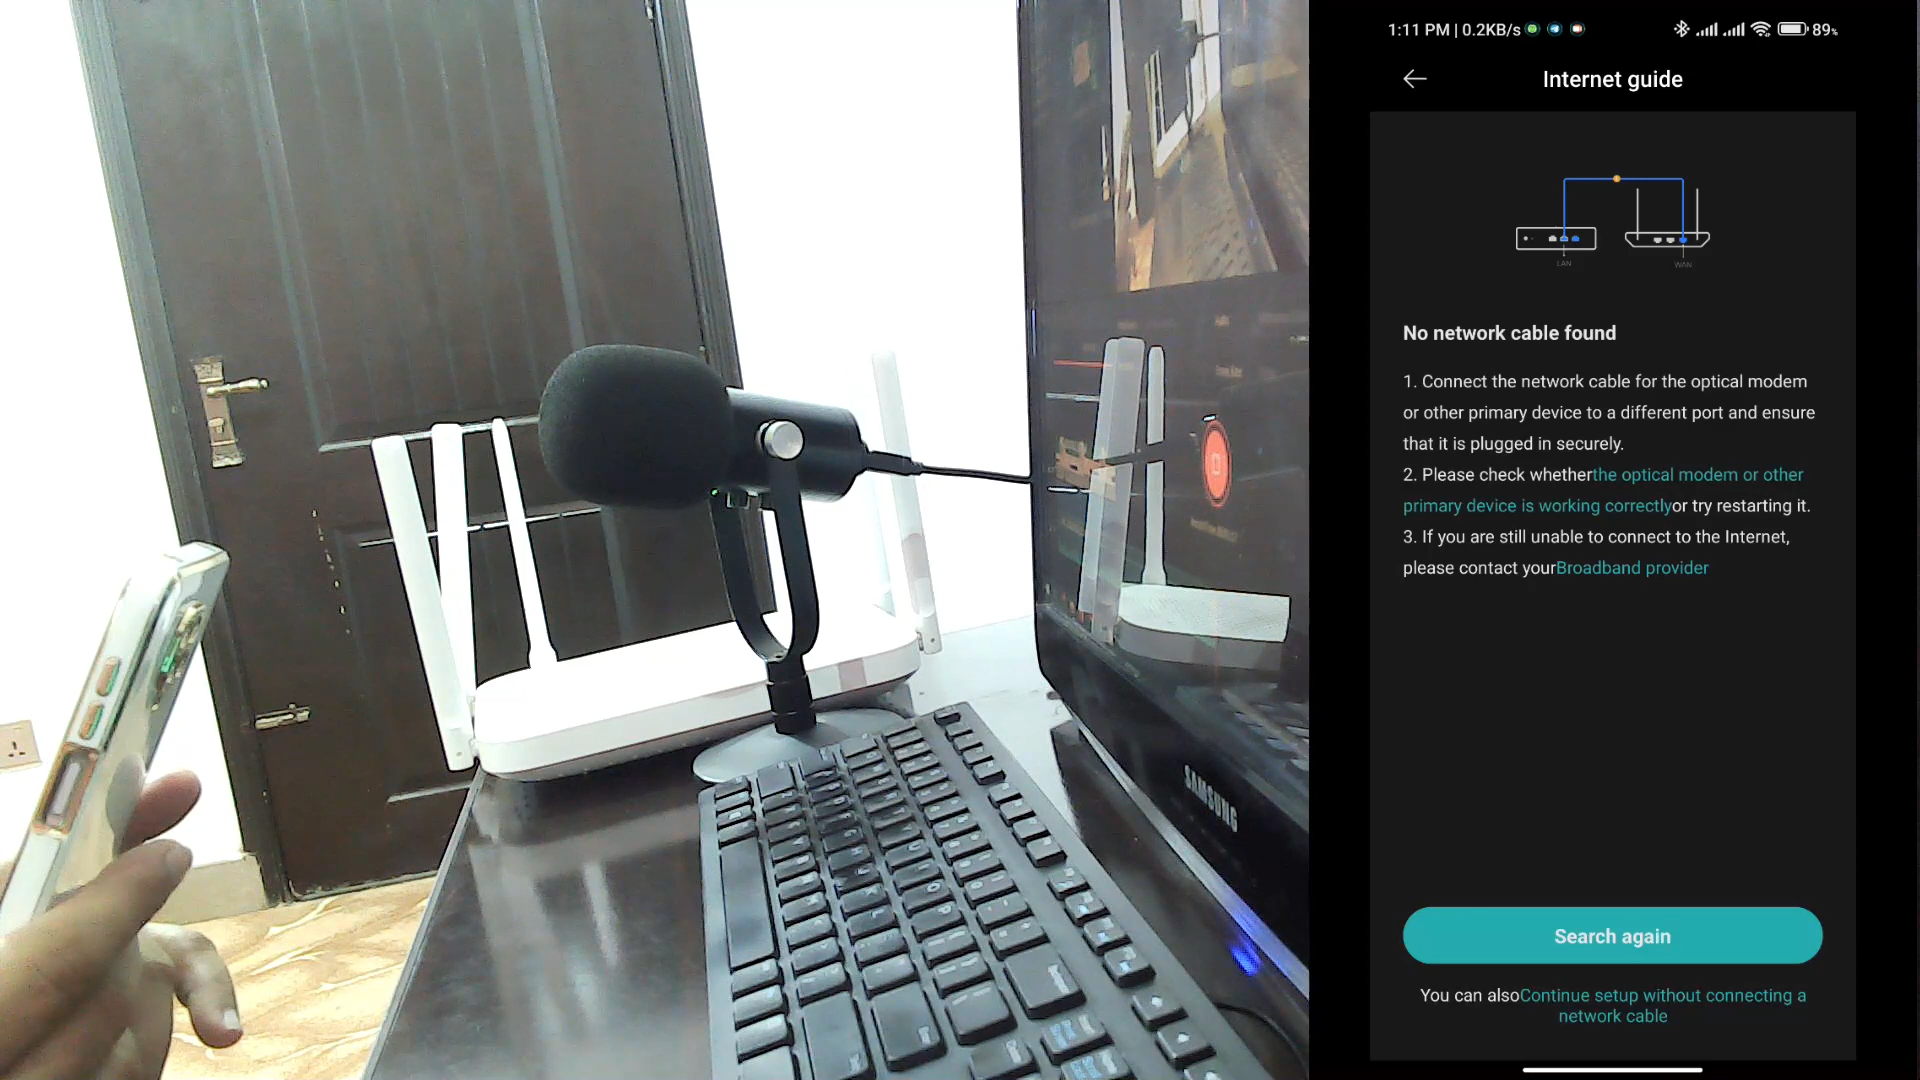 1:11 PM | 0.2KB/s
89%
Internet guide
LAN
WAN
No network cable found
1. Connect the network cable for the optical modem
or other primary device to a different port and ensure
that it is plugged in securely.
2. Please check whetherthe optical modem or other
primary device is working correctlyor try restarting it.
3. If you are still unable to connect to the Internet,
please contact yourBroadband provider
Search again
You can alsoContinue setup without connecting a
network cable
SAMSUNG